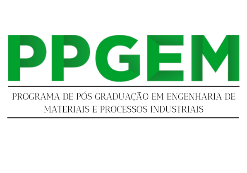 PPGEM
PROGRAMA DE PÓS GRADUAÇÃO EM ENGENHARIA DE
MATERIAIS E PROCESSOS INDUSTRIAIS